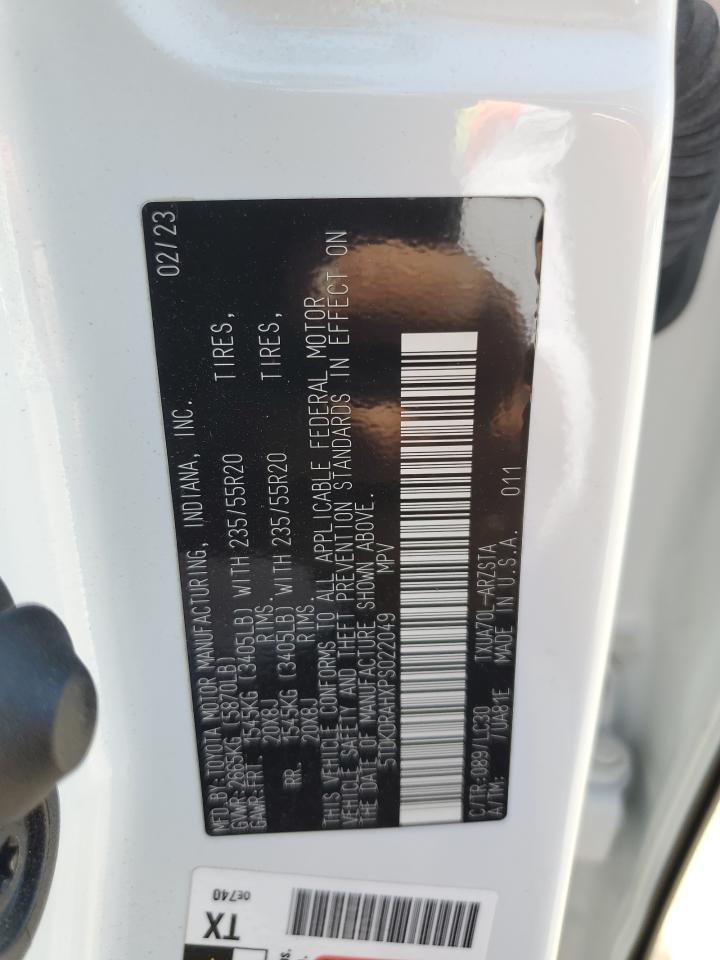 MFD.BY:TOYOTA MOTOR MANUFACTURING, INDIANA, INC. 02/23
GVWR:2665KG (5870LB)
GAWR:FRT. 1545KG (3405LB) WITH 235/55R20 TIRES,
20X8J RIMS.
RR. 1545KG (3405LB) WITH 235/55R20 TIRES,
20X8J RIMS.
THIS VEHICLE CONFORMS TO ALL APPLICABLE FEDERAL MOTOR
VEHICLE SAFETY AND THEFT PREVENTION STANDARDS IN EFFECT ON
THE DATE OF MANUFACTURE SHOWN ABOVE.
5TDKDRAHXPS022049 MPV
C/TR:089/LC30 TXUA70L-ARZSTA 011
A/TM: /UA81E MADE IN U.S.A.
0E740
TX